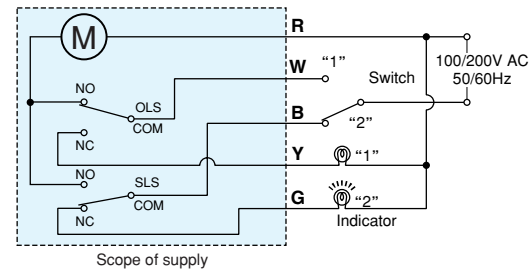 M
R
W
"1"
Switch
100/200V AC
50/60Hz
NO
OLS
COM
B
"2"
NC
Y
"1"
NO
SLS
COM
G
"2"
NC
Indicator
Scope of supply